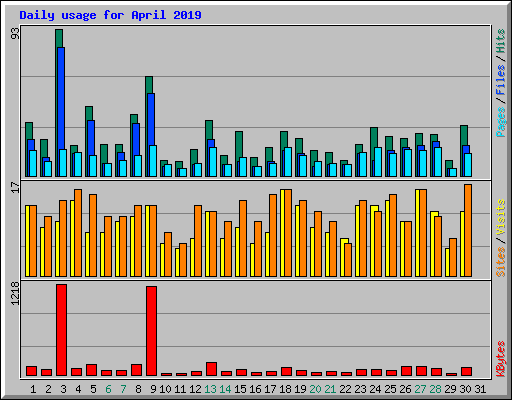 Daily usage for April 2019
93
17
1218
Pages / Files / Hits
Sites / Visits
KBytes
1 2 3 4 5 6 7 8 9 10 11 12 13 14 15 16 17 18 19 20 21 22 23 24 25 26 27 28 29 30 31